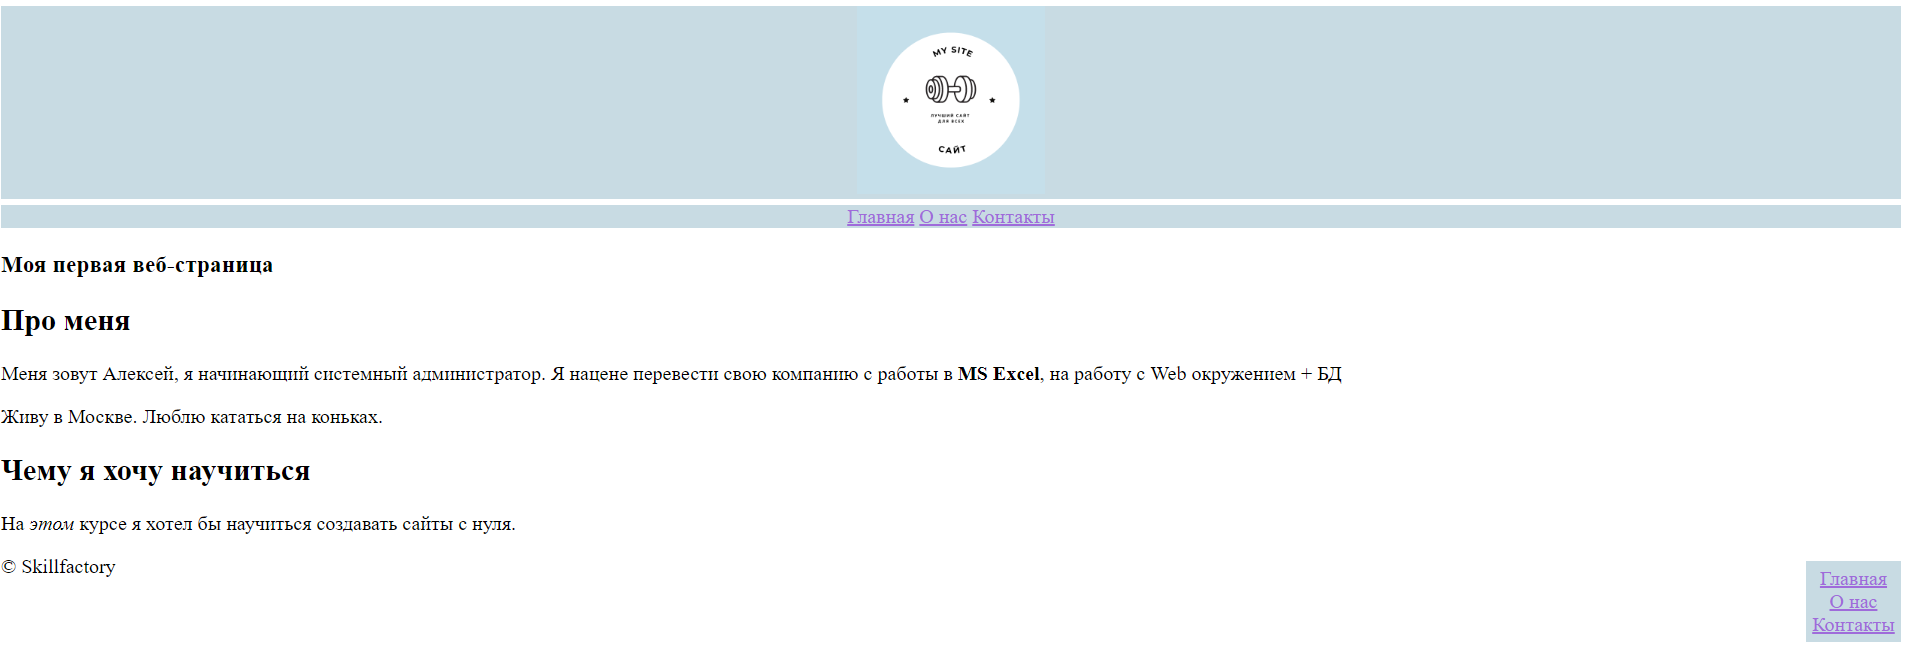 MY SITE
ЛУЧШИЙ САЙТ
ДЛЯ ВСЕХ
САЙТ
Главная О нас Контакты
Моя первая веб-страница
Про меня
Меня зовут Алексей, я начинающий системный администратор. Я нацене перевести свою компанию с работы в MS Excel, на работу с Web окружением + БД
Живу в Москве. Люблю кататься на коньках.
Чему я хочу научиться
На этом курсе я хотел бы научиться создавать сайты с нуля.
© Skillfactory
Главная
О нас
Контакты